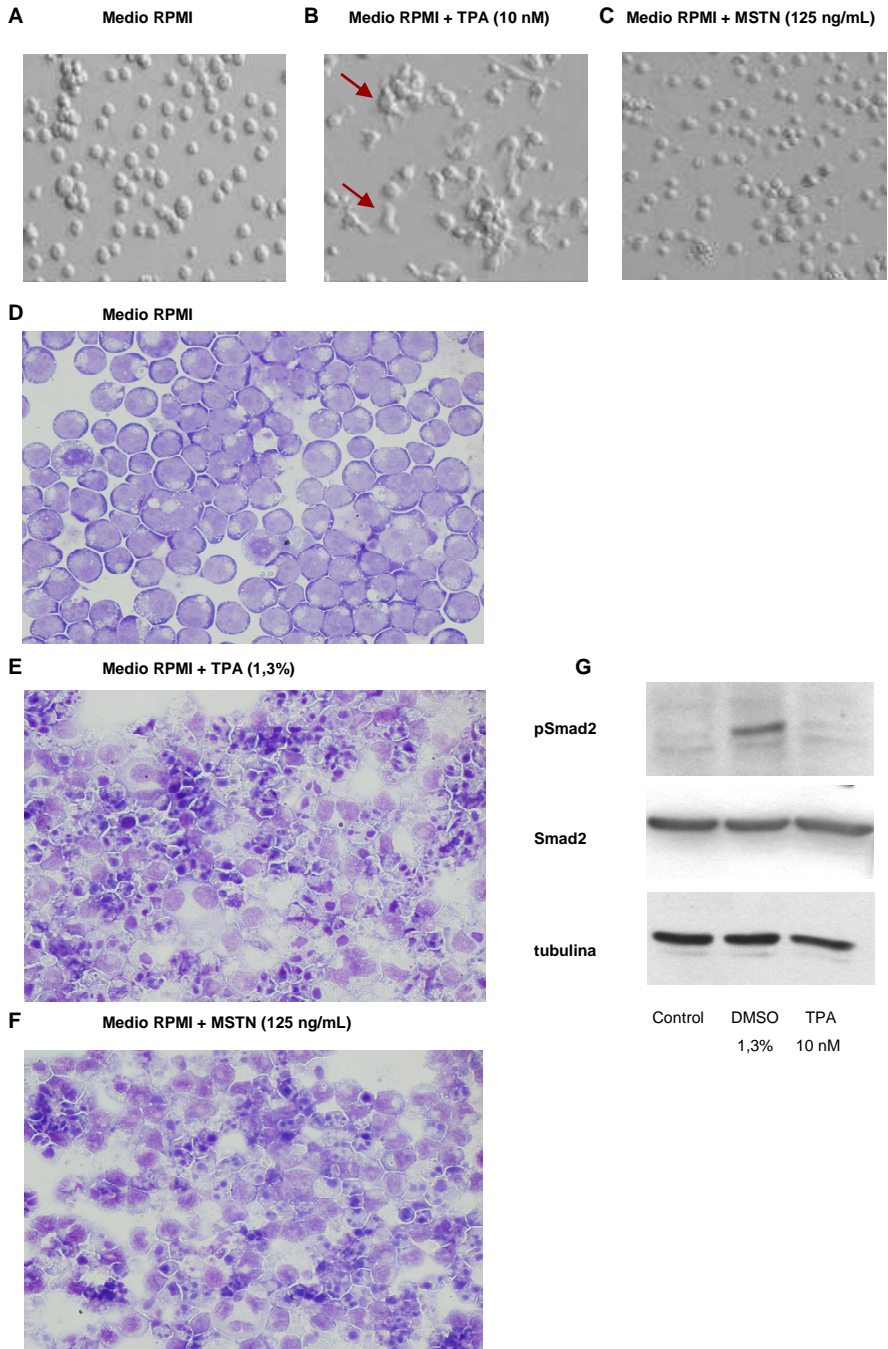 A Medio RPMI
B Medio RPMI + TPA (10 nM)
C Medio RPMI + MSTN (125 ng/mL)
D Medio RPMI
E Medio RPMI + TPA (1,3%)
F Medio RPMI + MSTN (125 ng/mL)
G
pSmad2
Smad2
tubulina
Control DMSO TPA
1,3% 10 nM